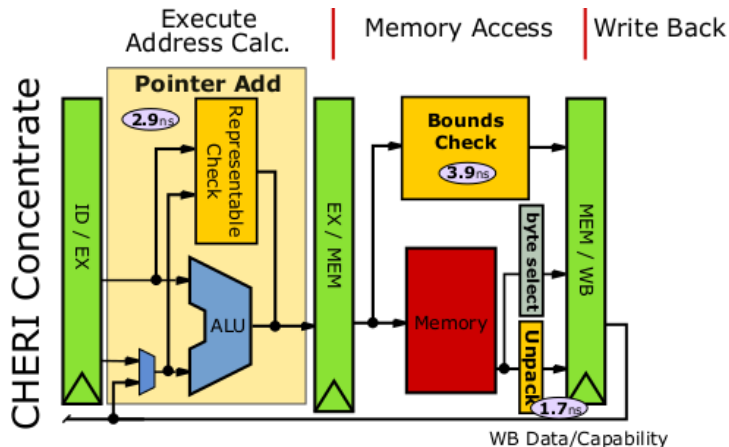 Execute
Address Calc.
Memory Access
Write Back
CHERI Concentrate
Pointer Add
2.9ns
Representable
Check
ID / EX
ALU
EX / MEM
Bounds
Check
3.9ns
Memory
byte select
Unpack
1.7ns
MEM / WB
WB Data/Capability